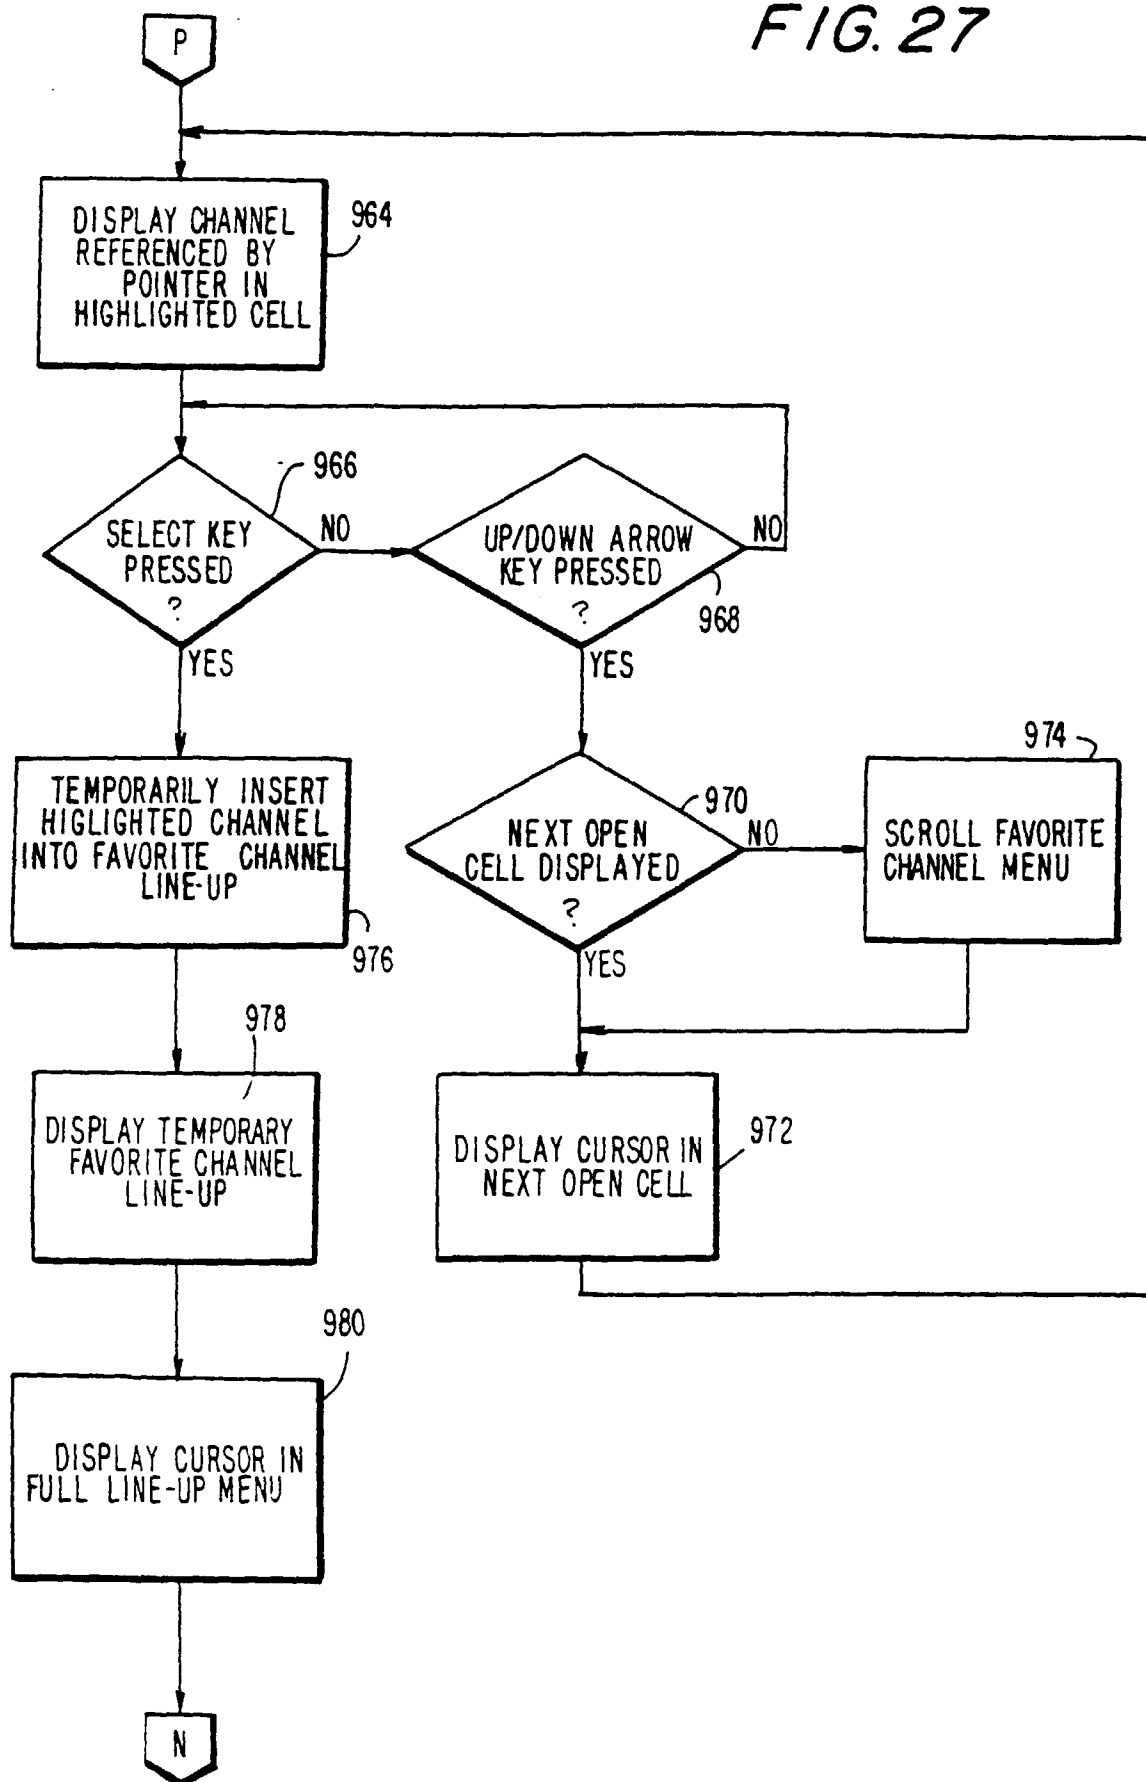 FIG. 27
P
DISPLAY CHANNEL
REFERENCED BY
POINTER IN
HIGHLIGHTED CELL
964
966
SELECT KEY
PRESSED
?
NO
YES
UP/DOWN ARROW
KEY PRESSED
?
NO
968
YES
TEMPORARILY INSERT
HIGLIGHTED CHANNEL
INTO FAVORITE CHANNEL
LINE-UP
976
970
NEXT OPEN
CELL DISPLAYED
?
NO
YES
974
SCROLL FAVORITE
CHANNEL MENU
978
DISPLAY TEMPORARY
FAVORITE CHANNEL
LINE-UP
DISPLAY CURSOR IN
NEXT OPEN CELL
972
980
DISPLAY CURSOR IN
FULL LINE-UP MENU
N